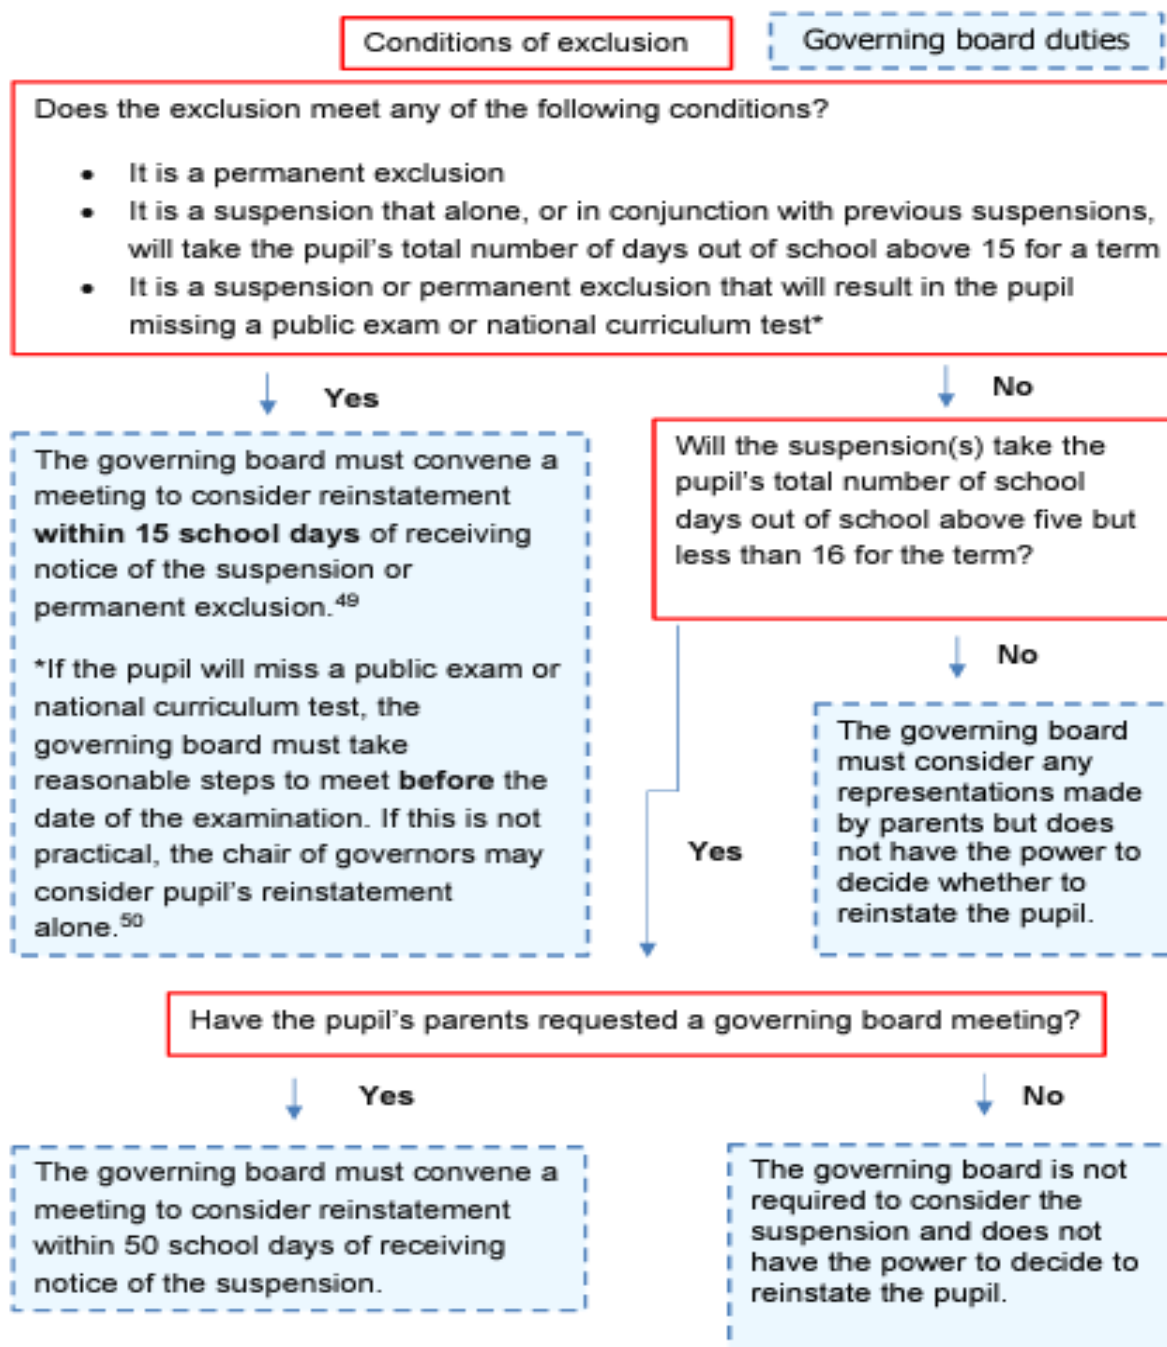 Conditions of exclusion
Governing board duties
Does the exclusion meet any of the following conditions?
• It is a permanent exclusion
• It is a suspension that alone, or in conjunction with previous suspensions,
will take the pupil's total number of days out of school above 15 for a term
• It is a suspension or permanent exclusion that will result in the pupil
missing a public exam or national curriculum test*
Yes
No
The governing board must convene a
meeting to consider reinstatement
within 15 school days of receiving
notice of the suspension or
permanent exclusion.49
*If the pupil will miss a public exam or
national curriculum test, the
governing board must take
reasonable steps to meet before the
date of the examination. If this is not
practical, the chair of governors may
consider pupil's reinstatement
alone.50
Will the suspension(s) take the
pupil's total number of school
days out of school above five but
less than 16 for the term?
No
The governing board
must consider any
representations made
by parents but does
not have the power to
decide whether to
reinstate the pupil.
Yes
Have the pupil's parents requested a governing board meeting?
Yes
No
The governing board must convene a
meeting to consider reinstatement
within 50 school days of receiving
notice of the suspension.
The governing board is not
required to consider the
suspension and does not
have the power to decide to
reinstate the pupil.